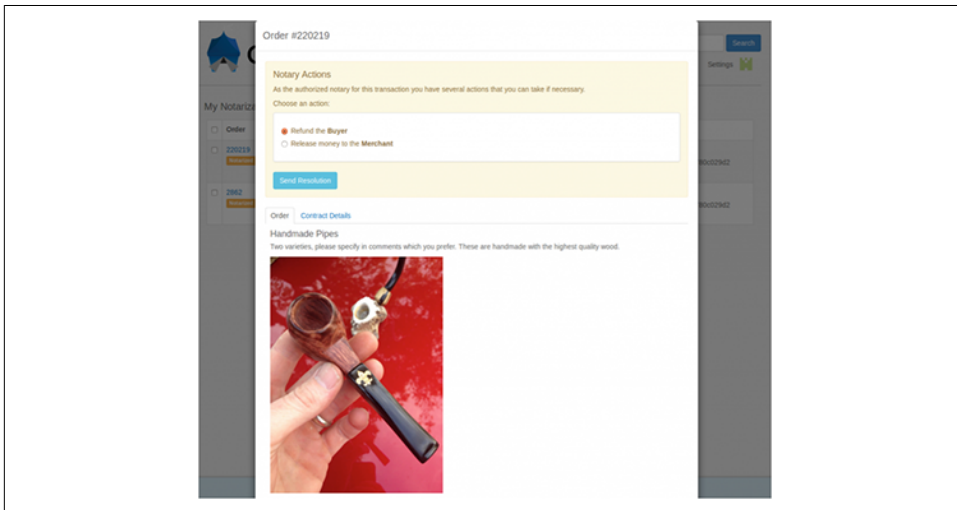 Order #220219
Search
Settings
Notary Actions
As the authorized notary for this transaction you have several actions that you can take if necessary.
Choose an action:
My Notariza
Order
Refund the Buyer
Release money to the Merchant
220219
80c029d2
Send Resolution
2862
80c029d2
Order Contract Details
Handmade Pipes
Two varieties, please specify in comments which you prefer. These are handmade with the highest quality wood.